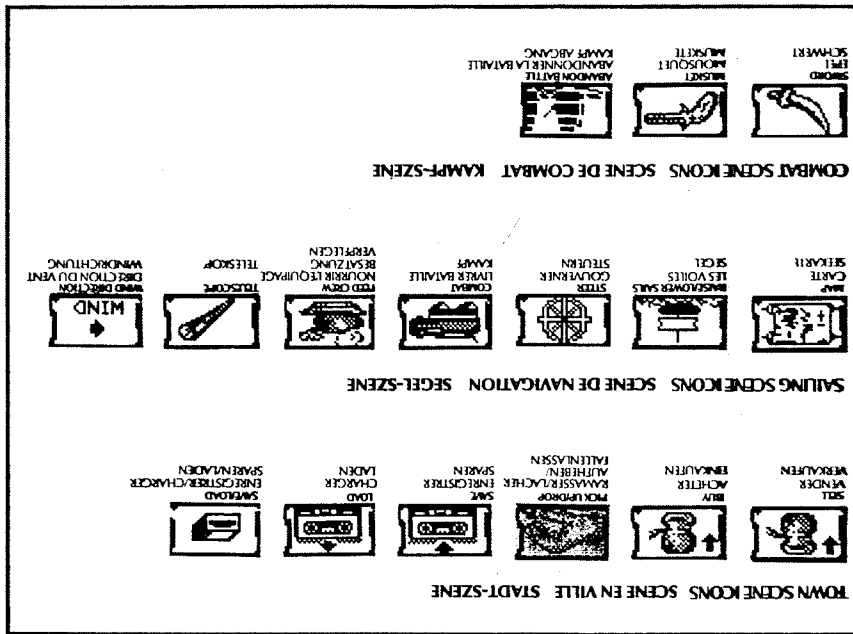 TOWN SCENE ICONS SCENE EN VILLE STADT-SZENE
SELL
VENDER
VERKAUFEN
BUY
ACHETER
EINKAUFEN
PICK UP/DROP
RAMASSER/LACHER
AUFHEBEN/
FALLENLASSEN
SAVE
ENREGISTRER
SPAREN
LOAD
CHARGER
LADEN
SAVE/LOAD
ENREGISTRER/CHARGER
SPAREN/LADEN
SAILING SCENE ICONS SCENE DE NAVIGATION SEGEL-SZENE
MAP
CARTE
SEEKARTE
RAISE/LOWER SAILS
LES VOILES
SEGEL
STEER
GOUVERNER
STEUERN
COMBAT
LIVRER BATAILLE
KAMPF
FEED CREW
NOURRIR L'EQUIPAGE
BESATZUNG
VERPFLEGEN
TELESCOPE
TELESKOP
WIND
WIND DIRECTION
DIRECTION DU VENT
WINDRICHTUNG
COMBAT SCENE ICONS SCENE DE COMBAT KAMPF-SZENE
SWORD
EPEE
SCHWERT
MUSKET
MOUSQUET
MUSKETE
ABANDON BATTLE
ABANDONNER LA BATAILLE
KAMPF ABGANG